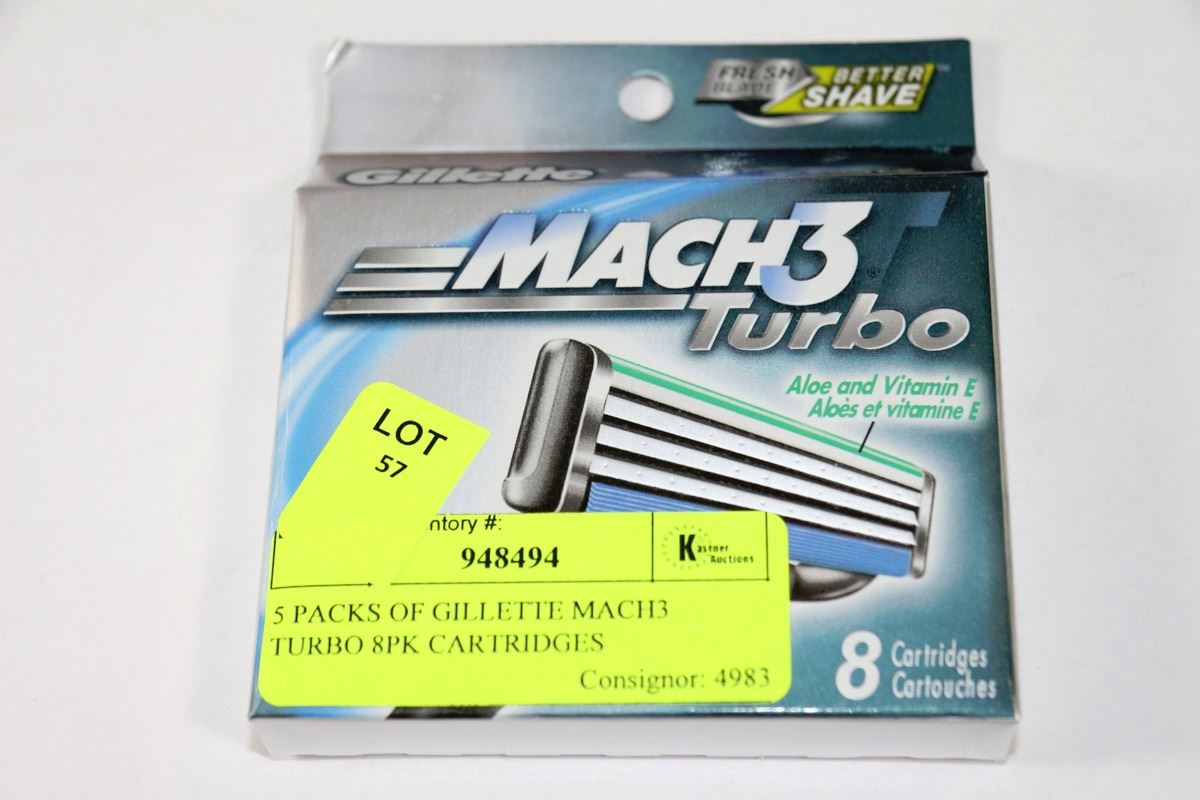 FRESH BLADE BETTER SHAVE™
Gillette
MACH3
Turbo
Aloe and Vitamin E
Aloès et vitamine E
LOT
57
ntory #:
948494
Kastner Auctions
5 PACKS OF GILLETTE MACH3
TURBO 8PK CARTRIDGES
Consignor: 4983
8 Cartridges
Cartouches